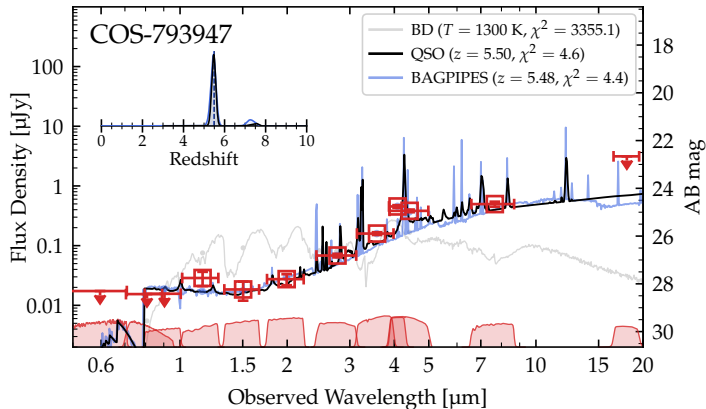 COS-793947
BD (T = 1300 K, χ² = 3355.1)
QSO (z = 5.50, χ² = 4.6)
BAGPIPES (z = 5.48, χ² = 4.4)
100
10
1
0.1
0.01
Flux Density [μJy]
0 2 4 6 8 10
Redshift
18
20
22
24
26
28
30
AB mag
0.6 1 1.5 2 3 4 5 10 15 20
Observed Wavelength [μm]